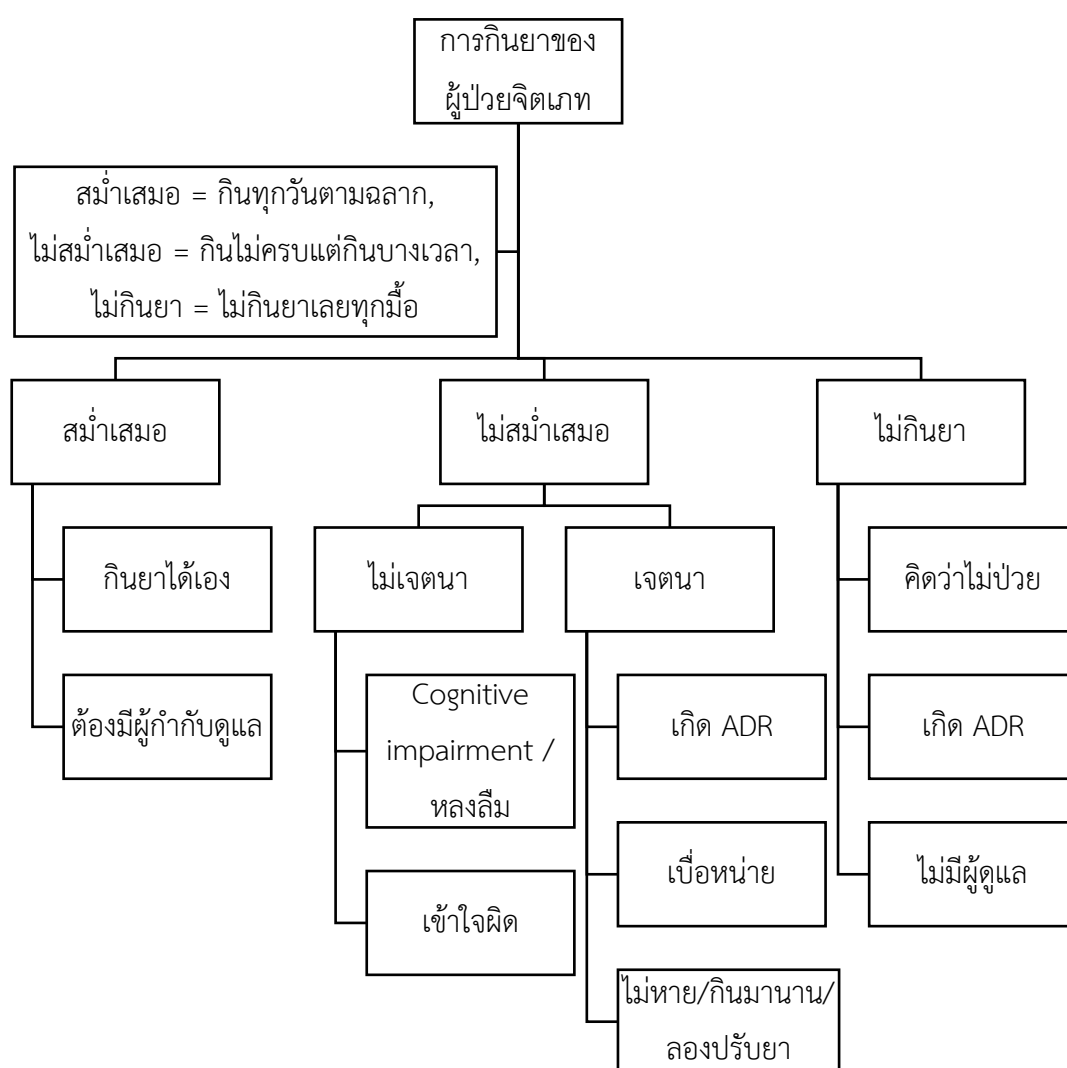 การกินยาของ
ผู้ป่วยจิตเภท
สม่ำเสมอ = กินทุกวันตามฉลาก,
ไม่สม่ำเสมอ = กินไม่ครบแต่กินบางเวลา,
ไม่กินยา = ไม่กินยาเลยทุกมื้อ
สม่ำเสมอ
ไม่สม่ำเสมอ
ไม่กินยา
กินยาได้เอง
ต้องมีผู้กำกับดูแล
ไม่เจตนา
Cognitive
impairment /
หลงลืม
เข้าใจผิด
เจตนา
เกิด ADR
เบื่อหน่าย
ไม่หาย/กินมานาน/
ลองปรับยา
คิดว่าไม่ป่วย
เกิด ADR
ไม่มีผู้ดูแล